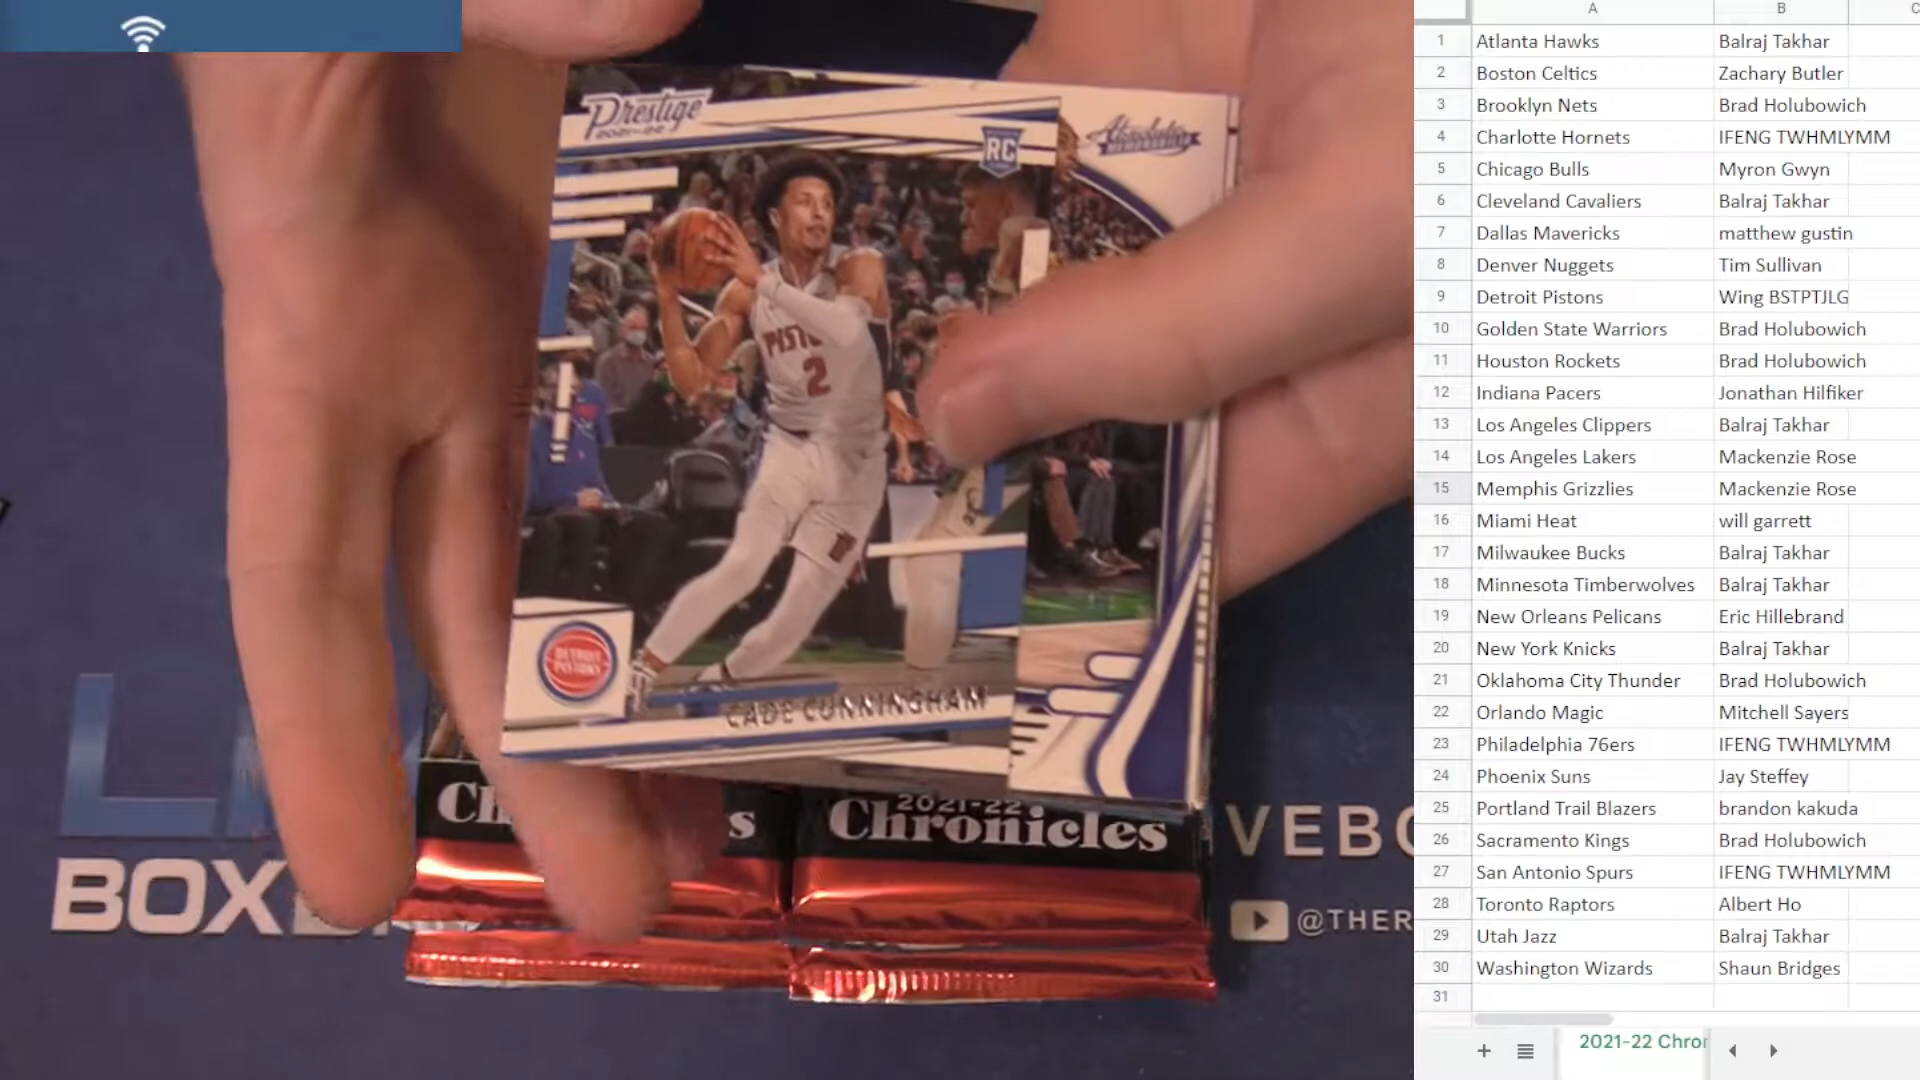 Prestige
2021-22
RC
Absolute
MEMORABILIA
PIST
2
DETROIT
PISTONS
CADE CUNNINGHAM
Ch
s
2021-22
Chronicles
L
BOX
VEB
@THER
A B C
1 Atlanta Hawks Balraj Takhar
2 Boston Celtics Zachary Butler
3 Brooklyn Nets Brad Holubowich
4 Charlotte Hornets IFENG TWHMLYMM
5 Chicago Bulls Myron Gwyn
6 Cleveland Cavaliers Balraj Takhar
7 Dallas Mavericks matthew gustin
8 Denver Nuggets Tim Sullivan
9 Detroit Pistons Wing BSTPTJLG
10 Golden State Warriors Brad Holubowich
11 Houston Rockets Brad Holubowich
12 Indiana Pacers Jonathan Hilfiker
13 Los Angeles Clippers Balraj Takhar
14 Los Angeles Lakers Mackenzie Rose
15 Memphis Grizzlies Mackenzie Rose
16 Miami Heat will garrett
17 Milwaukee Bucks Balraj Takhar
18 Minnesota Timberwolves Balraj Takhar
19 New Orleans Pelicans Eric Hillebrand
20 New York Knicks Balraj Takhar
21 Oklahoma City Thunder Brad Holubowich
22 Orlando Magic Mitchell Sayers
23 Philadelphia 76ers IFENG TWHMLYMM
24 Phoenix Suns Jay Steffey
25 Portland Trail Blazers brandon kakuda
26 Sacramento Kings Brad Holubowich
27 San Antonio Spurs IFENG TWHMLYMM
28 Toronto Raptors Albert Ho
29 Utah Jazz Balraj Takhar
30 Washington Wizards Shaun Bridges
31
2021-22 Chron